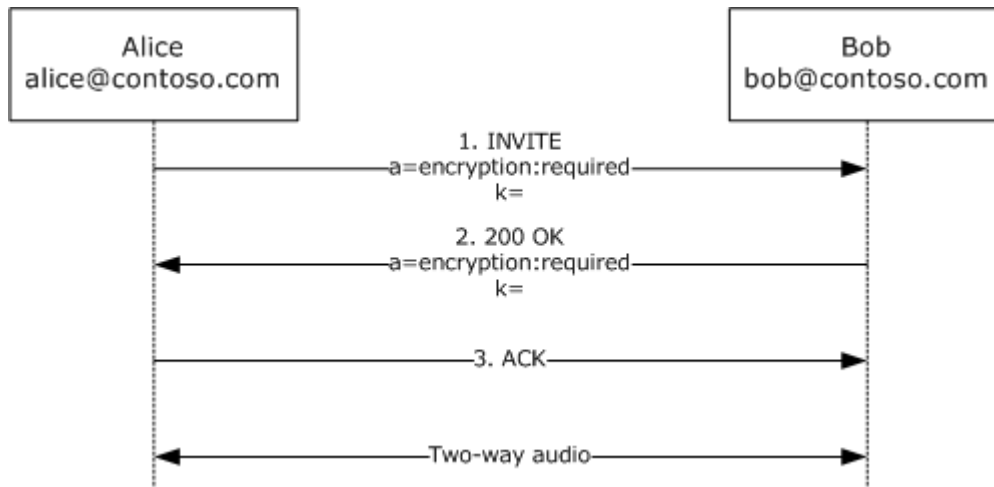 Alice
alice@contoso.com
Bob
bob@contoso.com
1. INVITE
a=encryption:required
k=
2. 200 OK
a=encryption:required
k=
3. ACK
Two-way audio